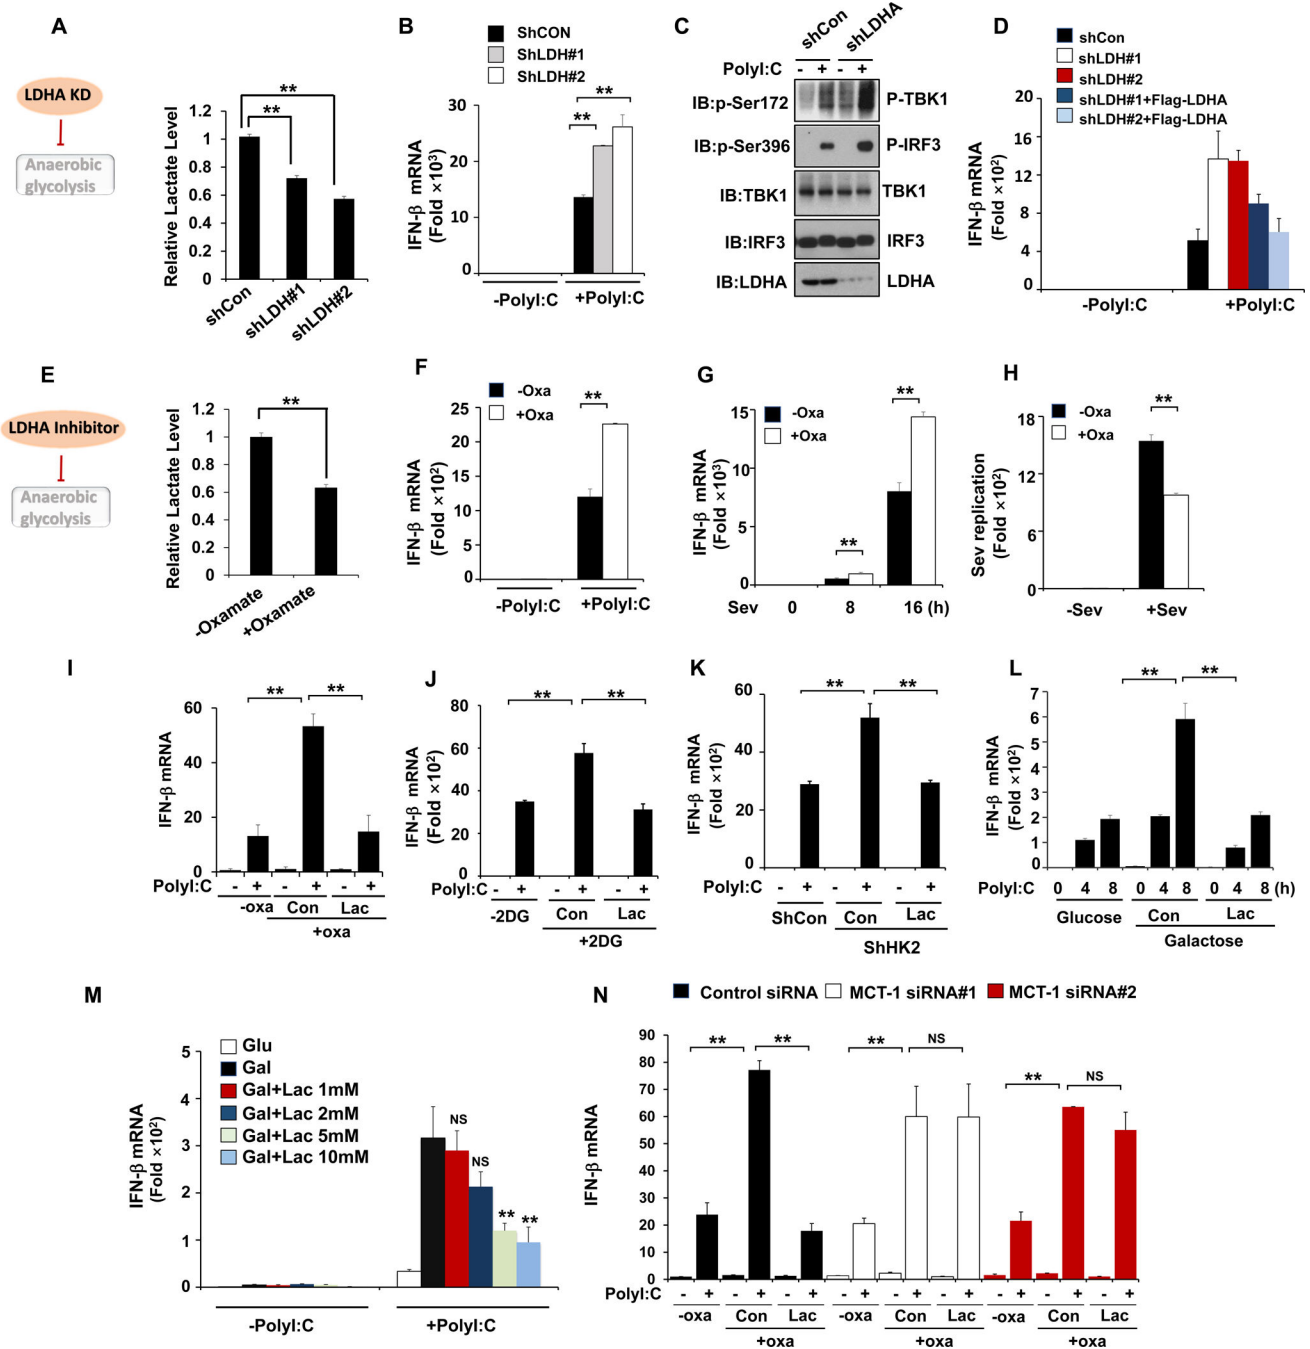 A
LDHA KD
Anaerobic
glycolysis
Relative Lactate Level
1.2
1
0.8
0.6
0.4
0.2
0
**
**
shCon
shLDH#1
shLDH#2
B
ShCON
ShLDH#1
ShLDH#2
IFN-β mRNA
(Fold ×10³)
30
20
10
0
**
**
-PolyI:C
+PolyI:C
C
shCon
shLDHA
PolyI:C
- + - +
IB:p-Ser172
P-TBK1
IB:p-Ser396
P-IRF3
IB:TBK1
TBK1
IB:IRF3
IRF3
IB:LDHA
LDHA
D
shCon
shLDH#1
shLDH#2
shLDH#1+Flag-LDHA
shLDH#2+Flag-LDHA
IFN-β mRNA
(Fold ×10²)
20
16
12
8
4
0
-PolyI:C
+PolyI:C
E
LDHA Inhibitor
Anaerobic
glycolysis
Relative Lactate Level
1.2
1
0.8
0.6
0.4
0.2
0
**
-Oxamate
+Oxamate
F
-Oxa
+Oxa
IFN-β mRNA
(Fold ×10²)
25
20
15
10
5
0
**
-PolyI:C
+PolyI:C
G
-Oxa
+Oxa
IFN-β mRNA
(Fold ×10³)
15
10
5
0
**
**
Sev 0 8 16 (h)
H
-Oxa
+Oxa
Sev replication
(Fold ×10²)
18
12
6
0
**
-Sev
+Sev
I
IFN-β mRNA
60
40
20
0
**
**
PolyI:C - + - + - +
-oxa Con Lac
+oxa
J
IFN-β mRNA
(Fold ×10²)
80
60
40
20
0
**
**
PolyI:C - + - + - +
-2DG Con Lac
+2DG
K
IFN-β mRNA
(Fold ×10²)
60
40
20
0
**
**
PolyI:C - + - + - +
ShCon Con Lac
ShHK2
L
IFN-β mRNA
(Fold ×10²)
7
6
5
4
3
2
1
0
**
**
PolyI:C 0 4 8 0 4 8 0 4 8 (h)
Glucose Con Lac
Galactose
M
Glu
Gal
Gal+Lac 1mM
Gal+Lac 2mM
Gal+Lac 5mM
Gal+Lac 10mM
IFN-β mRNA
(Fold ×10²)
5
4
3
2
1
0
NS
NS
**
**
-PolyI:C
+PolyI:C
N
Control siRNA MCT-1 siRNA#1 MCT-1 siRNA#2
IFN-β mRNA
90
80
70
60
50
40
30
20
10
0
**
**
**
NS
**
NS
PolyI:C - + - + - + - + - + - + - + - + - +
-oxa Con Lac -oxa Con Lac -oxa Con Lac
+oxa +oxa +oxa